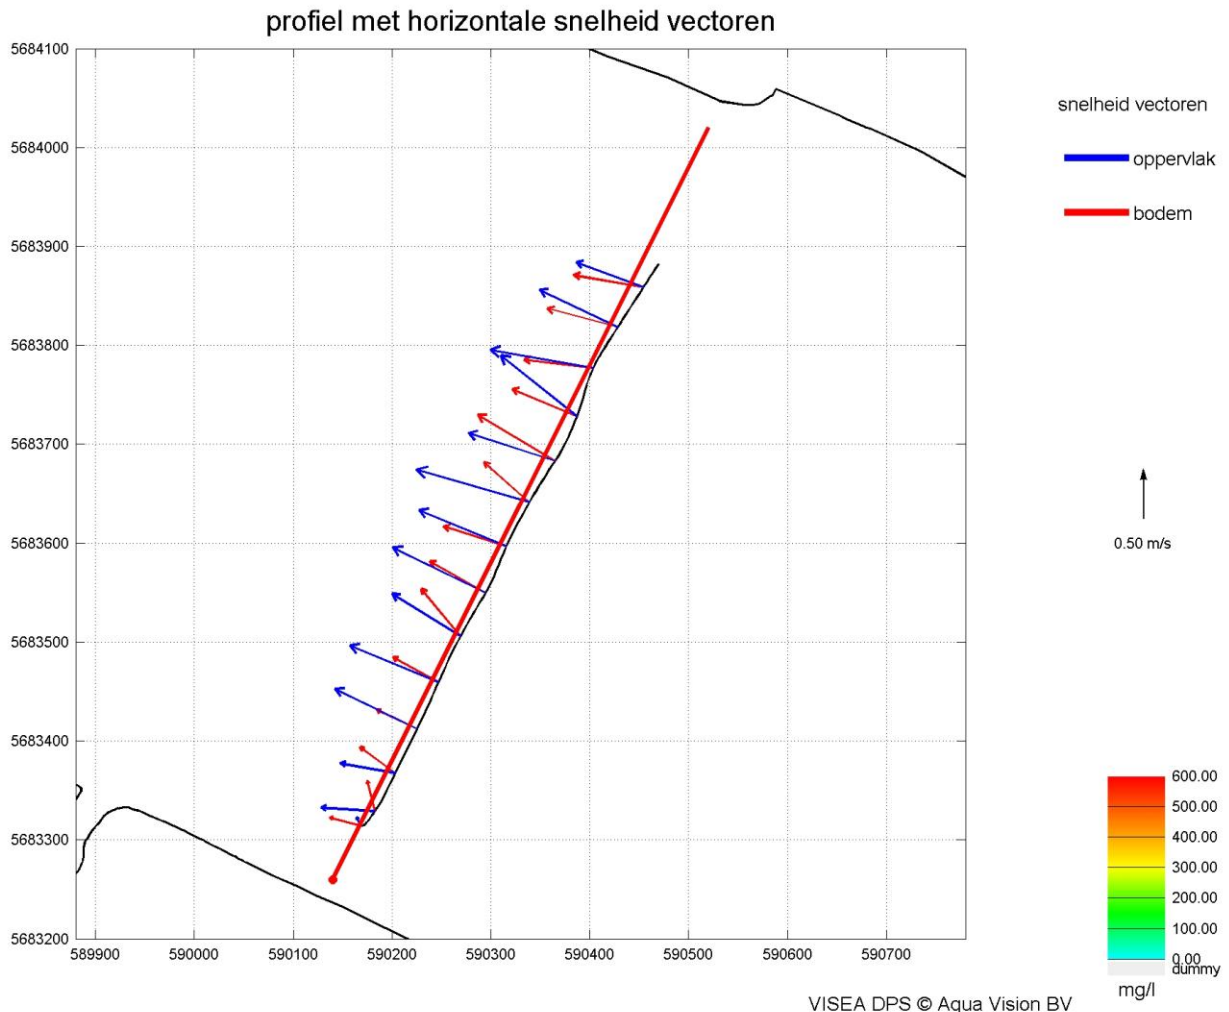 profiel met horizontale snelheid vectoren
5684100
5684000
5683900
5683800
5683700
5683600
5683500
5683400
5683300
5683200
589900 590000 590100 590200 590300 590400 590500 590600 590700
snelheid vectoren
oppervlak
bodem
0.50 m/s
600.00
500.00
400.00
300.00
200.00
100.00
0.00
dummy
mg/l
VISEA DPS © Aqua Vision BV